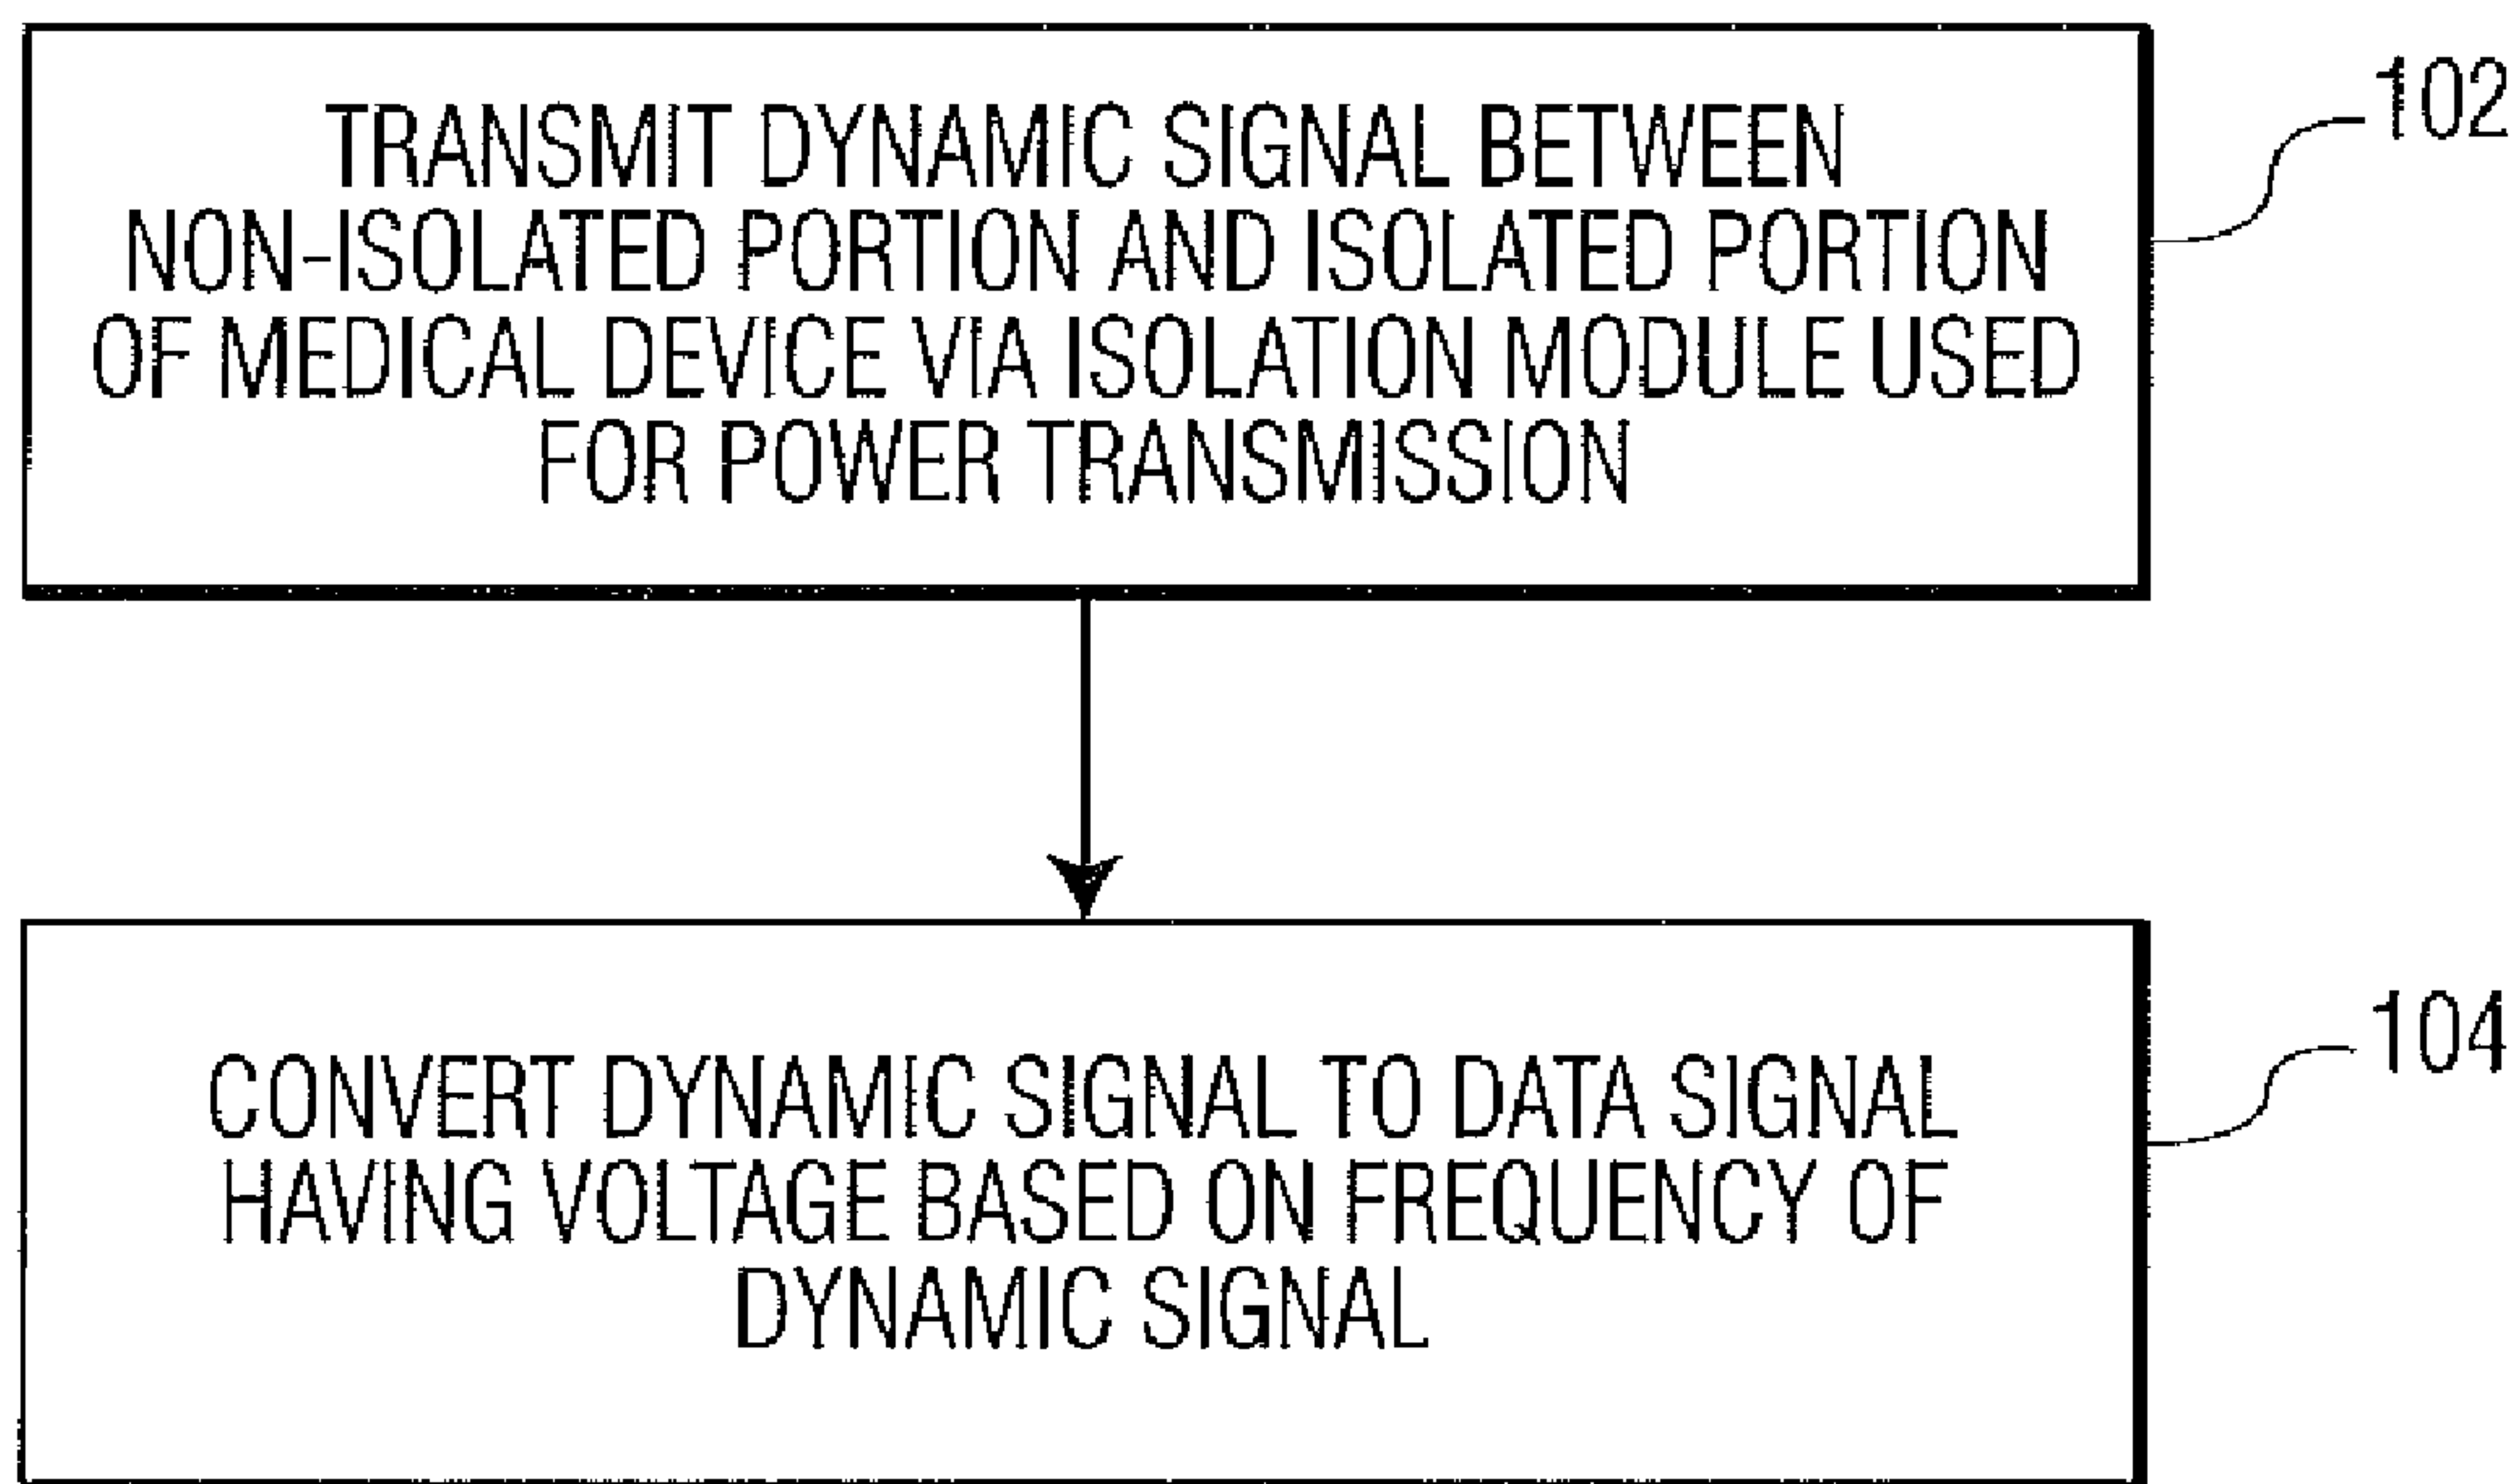 TRANSMIT DYNAMIC SIGNAL BETWEEN
NON-ISOLATED PORTION AND ISOLATED PORTION
OF MEDICAL DEVICE VIA ISOLATION MODULE USED
FOR POWER TRANSMISSION
102
CONVERT DYNAMIC SIGNAL TO DATA SIGNAL
HAVING VOLTAGE BASED ON FREQUENCY OF
DYNAMIC SIGNAL
104